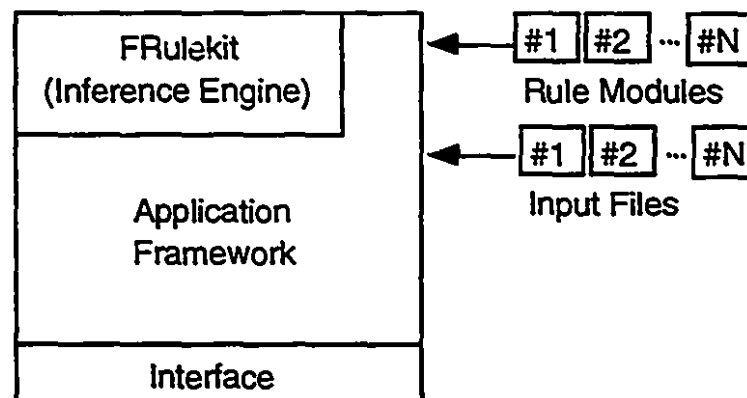 FRulekit
(Inference Engine)
#1 #2 ... #N
Rule Modules
#1 #2 ... #N
Input Files
Application
Framework
Interface